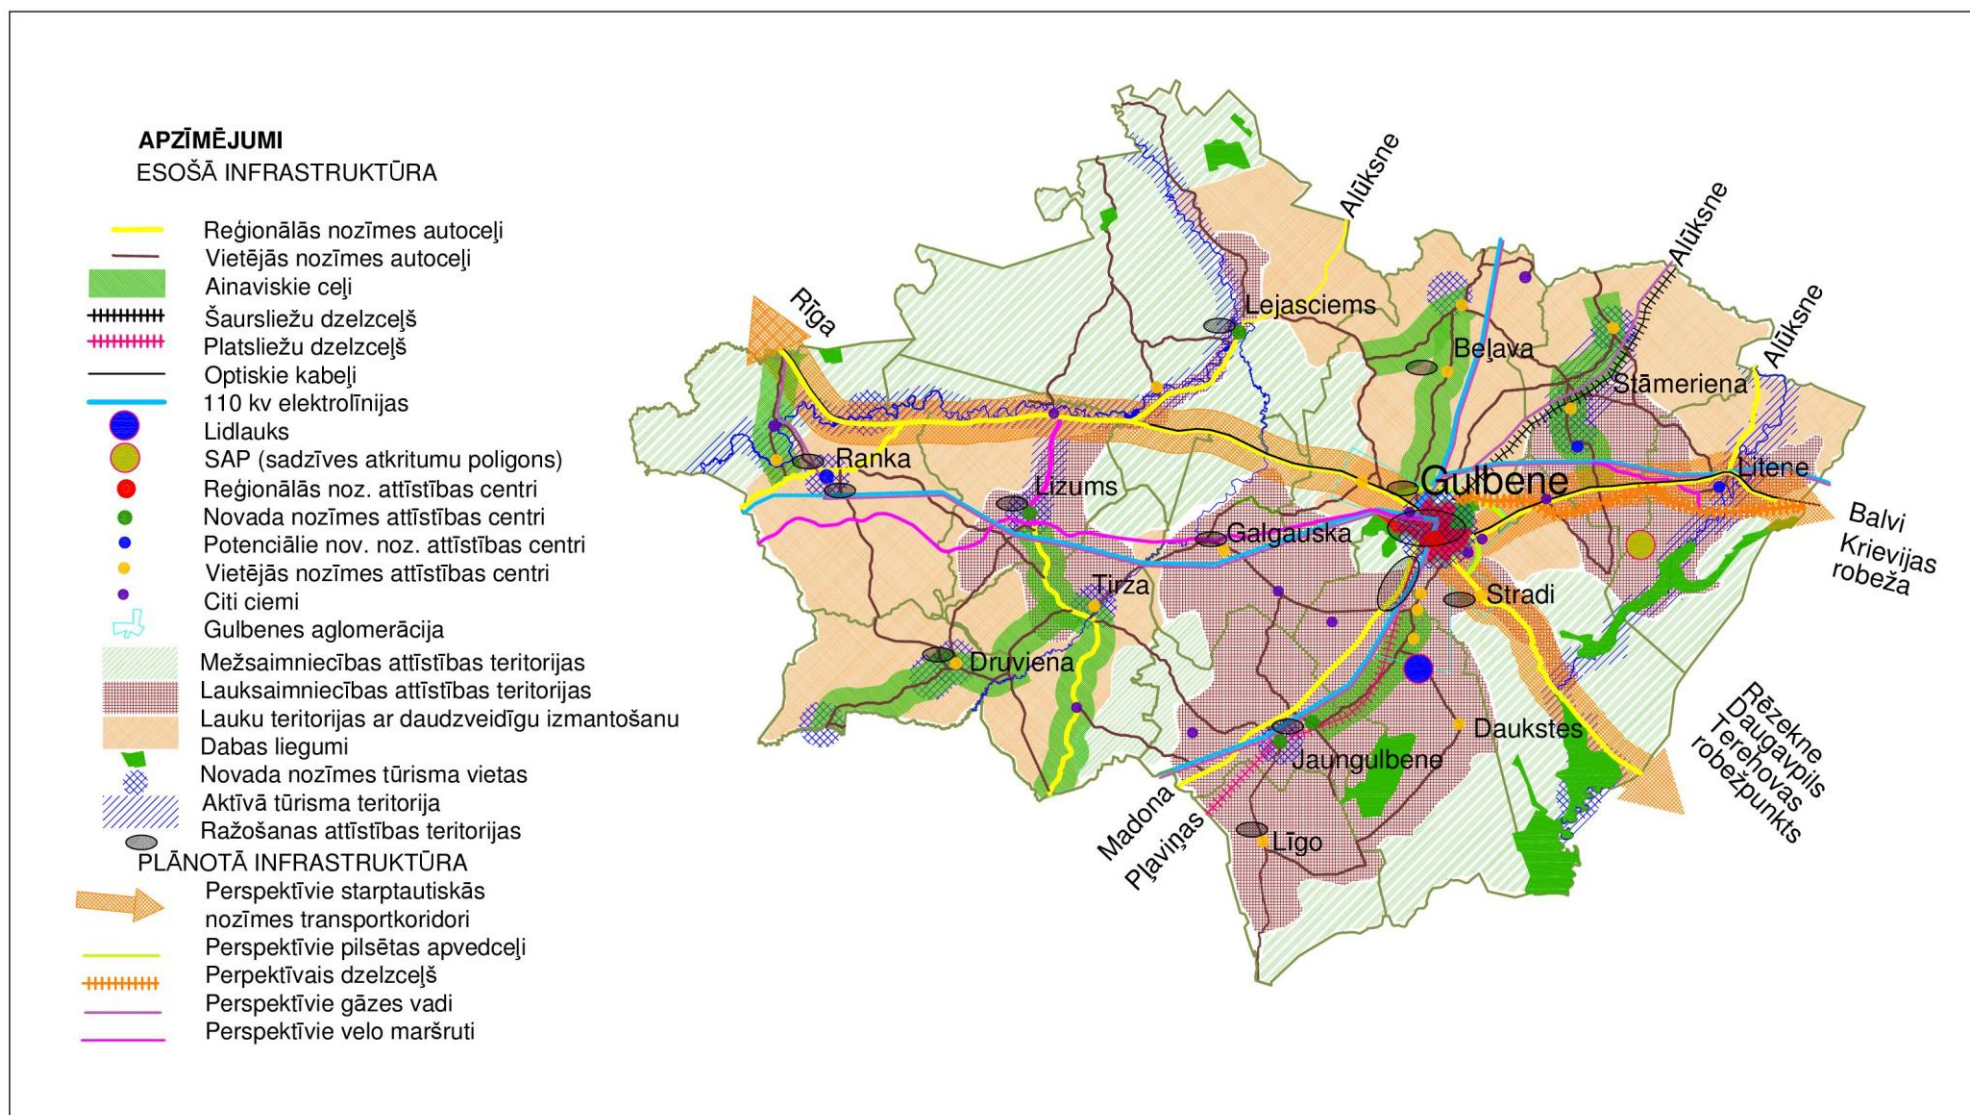 APZĪMĒJUMI
ESOŠĀ INFRASTRUKTŪRA
Reģionālās nozīmes autoceļi
Vietējās nozīmes autoceļi
Ainaviskie ceļi
Šaursliežu dzelzceļš
Platsliežu dzelzceļš
Optiskie kabeļi
110 kv elektrolīnijas
Lidlauks
SAP (sadzīves atkritumu poligons)
Reģionālās noz. attīstības centri
Novada nozīmes attīstības centri
Potenciālie nov. noz. attīstības centri
Vietējās nozīmes attīstības centri
Citi ciemi
Gulbenes aglomerācija
Mežsaimniecības attīstības teritorijas
Lauksaimniecības attīstības teritorijas
Lauku teritorijas ar daudzveidīgu izmantošanu
Dabas liegumi
Novada nozīmes tūrisma vietas
Aktīvā tūrisma teritorija
Ražošanas attīstības teritorijas
PLĀNOTĀ INFRASTRUKTŪRA
Perspektīvie starptautiskās
nozīmes transportkoridori
Perspektīvie pilsētas apvedceļi
Perpektīvais dzelzceļš
Perspektīvie gāzes vadi
Perspektīvie velo maršruti
Rīga
Alūksne
Alūksne
Alūksne
Lejasciems
Beļava
Stāmeriena
Ranka
Lizums
Gulbene
Litene
Galgauska
Balvi
Krievijas
robeža
Tirza
Stradi
Druviena
Daukstes
Jaungulbene
Līgo
Madona
Pļaviņas
Rēzekne
Daugavpils
Terehovas
robežpunkts